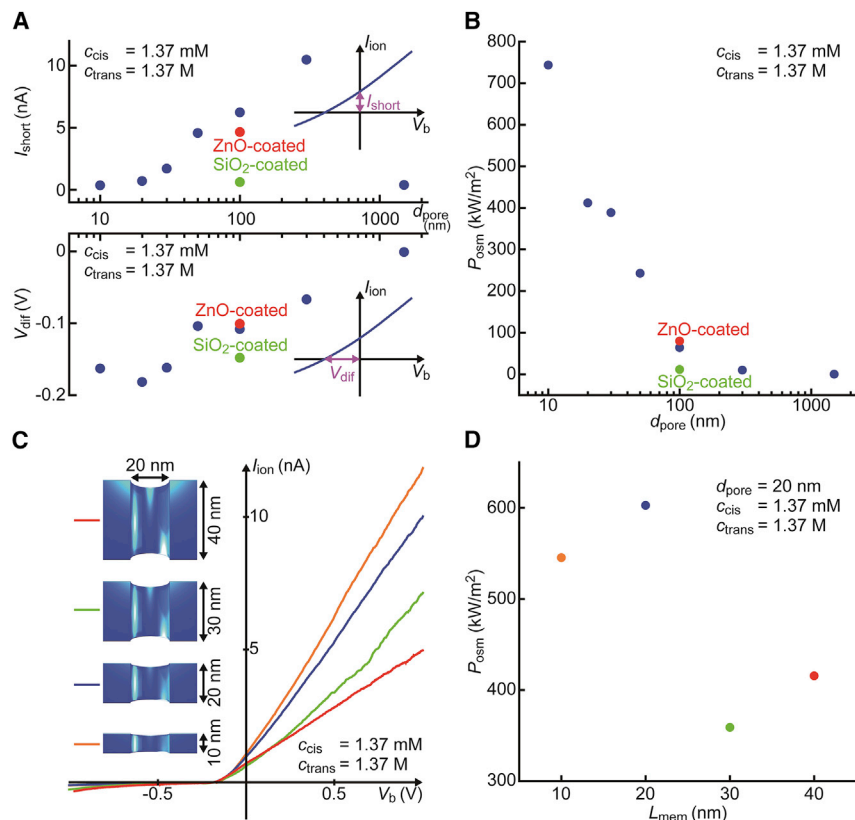 A
c_cis = 1.37 mM
c_trans = 1.37 M
I_short (nA)
10
5
0
I_ion
I_short
V_b
ZnO-coated
SiO₂-coated
10
100
1000
d_pore (nm)
c_cis = 1.37 mM
c_trans = 1.37 M
V_dif (V)
0
-0.1
-0.2
I_ion
V_dif
V_b
ZnO-coated
SiO₂-coated
B
c_cis = 1.37 mM
c_trans = 1.37 M
P_osm (kW/m²)
800
700
600
500
400
300
200
100
0
ZnO-coated
SiO₂-coated
10
100
1000
d_pore (nm)
C
20 nm
40 nm
30 nm
20 nm
10 nm
I_ion (nA)
10
5
-0.5
0.5
V_b (V)
c_cis = 1.37 mM
c_trans = 1.37 M
D
d_pore = 20 nm
c_cis = 1.37 mM
c_trans = 1.37 M
P_osm (kW/m²)
600
500
400
300
10
20
30
40
L_mem (nm)